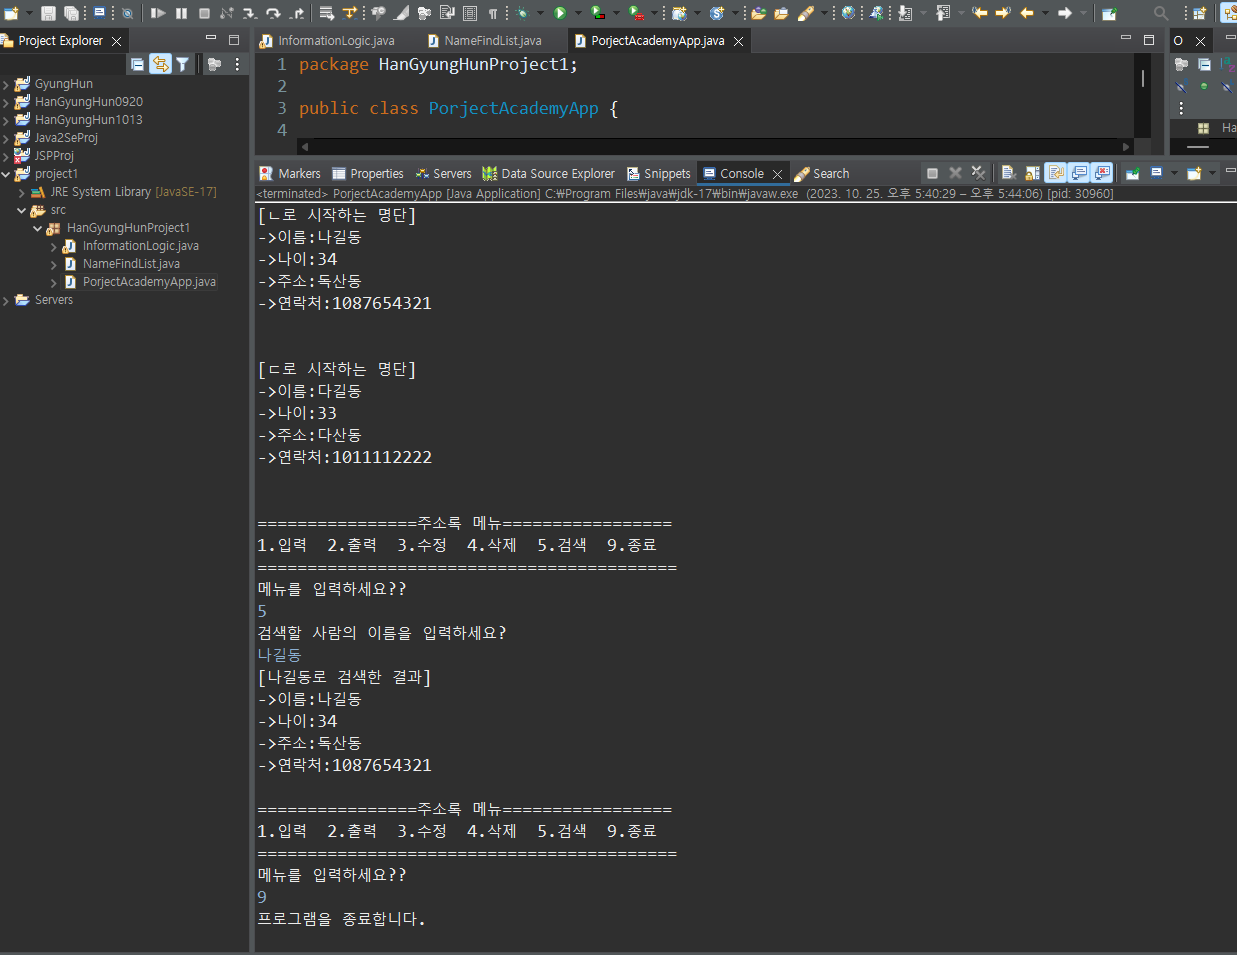 Project Explorer
GyungHun
HanGyungHun0920
HanGyungHun1013
Java2SeProj
JSPProj
project1
JRE System Library [JavaSE-17]
src
HanGyungHunProject1
InformationLogic.java
NameFindList.java
PorjectAcademyApp.java
Servers
InformationLogic.java NameFindList.java PorjectAcademyApp.java
1 package HanGyungHunProject1;
2
3 public class PorjectAcademyApp {
4
O
Ha
Markers Properties Servers Data Source Explorer Snippets Console Search
<terminated> PorjectAcademyApp [Java Application] C:₩Program Files₩java₩jdk-17₩bin₩javaw.exe (2023. 10. 25. 오후 5:40:29 – 오후 5:44:06) [pid: 30960]
[ㄴ로 시작하는 명단]
->이름:나길동
->나이:34
->주소:독산동
->연락처:1087654321
[ㄷ로 시작하는 명단]
->이름:다길동
->나이:33
->주소:다산동
->연락처:1011112222
================주소록 메뉴=================
1.입력 2.출력 3.수정 4.삭제 5.검색 9.종료
==========================================
메뉴를 입력하세요??
5
검색할 사람의 이름을 입력하세요?
나길동
[나길동로 검색한 결과]
->이름:나길동
->나이:34
->주소:독산동
->연락처:1087654321
================주소록 메뉴=================
1.입력 2.출력 3.수정 4.삭제 5.검색 9.종료
==========================================
메뉴를 입력하세요??
9
프로그램을 종료합니다.